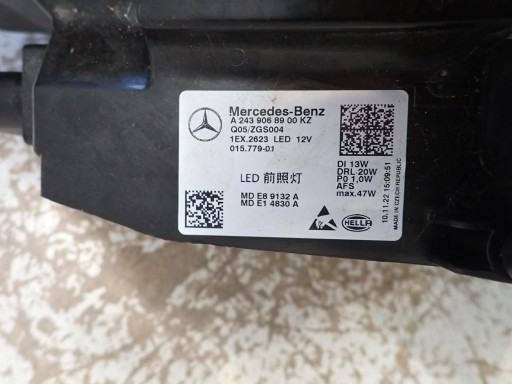 Mercedes-Benz
A 243 906 89 00 KZ
Q05/ZGS004
1EX.2623 LED 12V
015.779-01
LED 前照灯
MD E8 9132 A
MD E1 4830 A
HELLA
DI 13W
DRL 20W
PO 1,0W
AFS
max.47W
10.11.22 15:09:51
MADE IN CZECH REPUBLIC